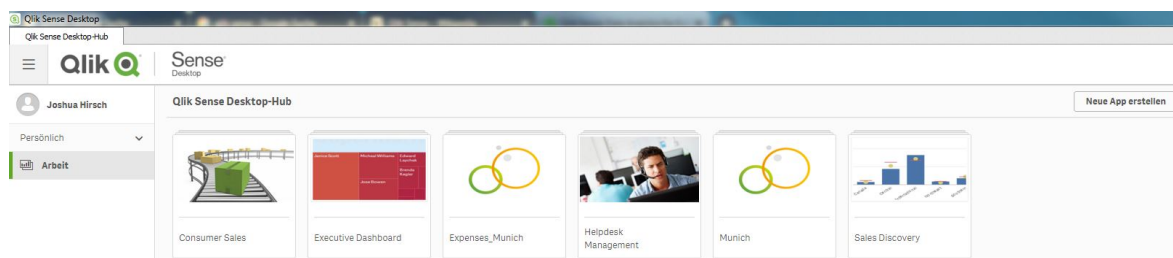 Qlik Sense Desktop
Qlik Sense Desktop-Hub
Qlik
Sense
Desktop
Joshua Hirsch
Qlik Sense Desktop-Hub
Neue App erstellen
Persönlich
Arbeit
Consumer Sales
Executive Dashboard
Expenses_Munich
Helpdesk
Management
Munich
Sales Discovery